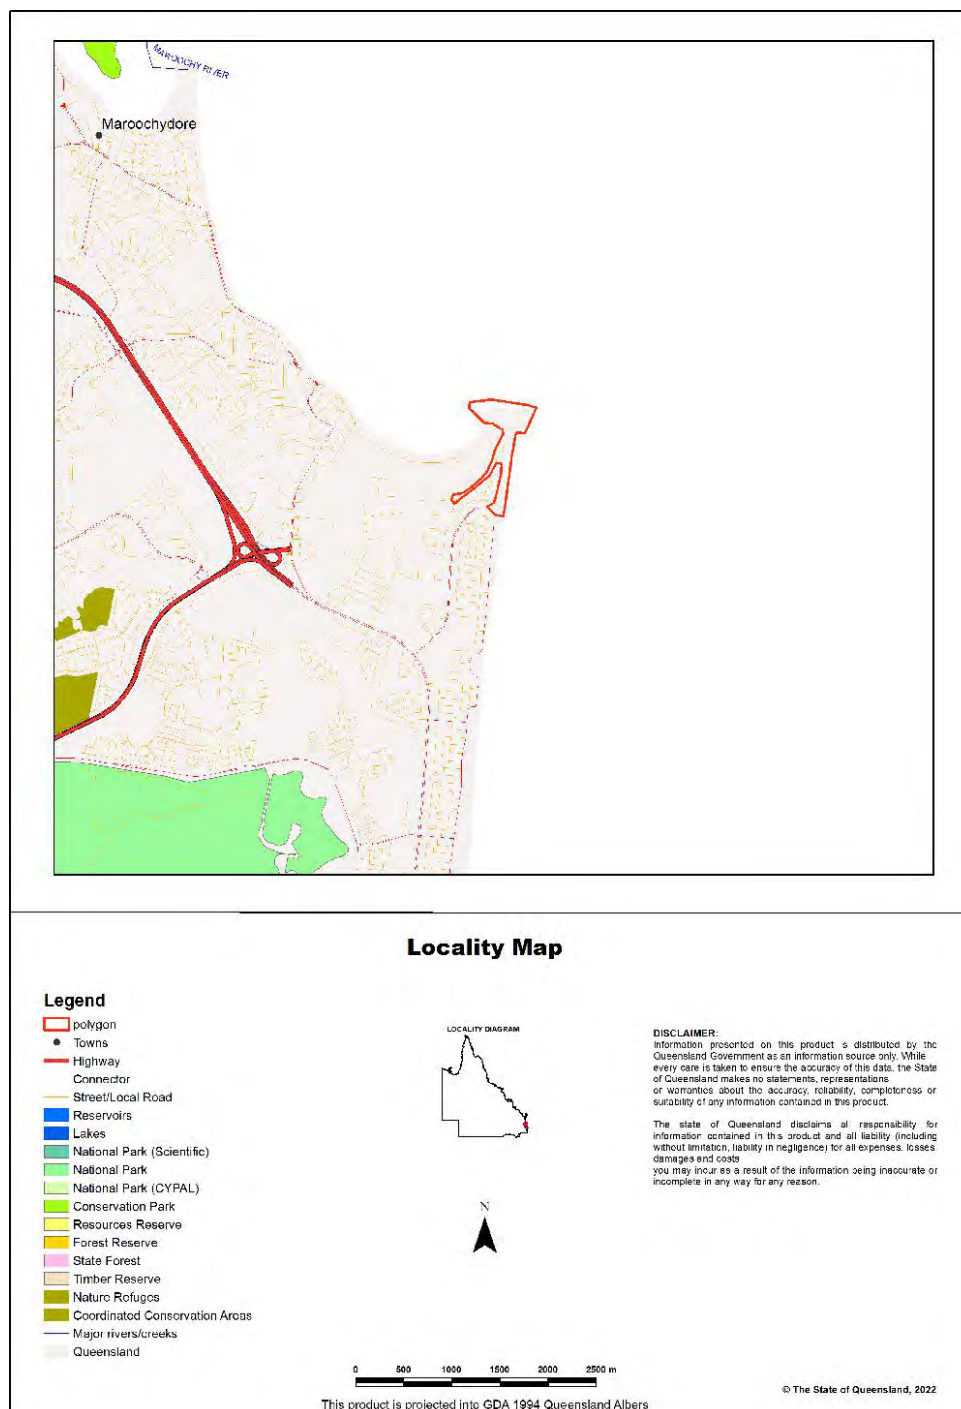 MAROOCHY RIVER
Maroochydore
Locality Map
Legend
polygon
Towns
Highway
Connector
Street/Local Road
Reservoirs
Lakes
National Park (Scientific)
National Park
National Park (CYPAL)
Conservation Park
Resources Reserve
Forest Reserve
State Forest
Timber Reserve
Nature Refuges
Coordinated Conservation Areas
Major rivers/creeks
Queensland
LOCALITY DIAGRAM
N
0 500 1000 1500 2000 2500 m
This product is projected into GDA 1994 Queensland Albers
DISCLAIMER:
Information presented on this product is distributed by the
Queensland Government as an information source only. While
every care is taken to ensure the accuracy of this data, the State
of Queensland makes no statements, representations
or warranties about the accuracy, reliability, completeness or
suitability of any information contained in this product.
The state of Queensland disclaims all responsibility for
information contained in this product and all liability (including
without limitation, liability in negligence) for all expenses, losses,
damages and costs
you may incur as a result of the information being inaccurate or
incomplete in any way for any reason.
© The State of Queensland, 2022